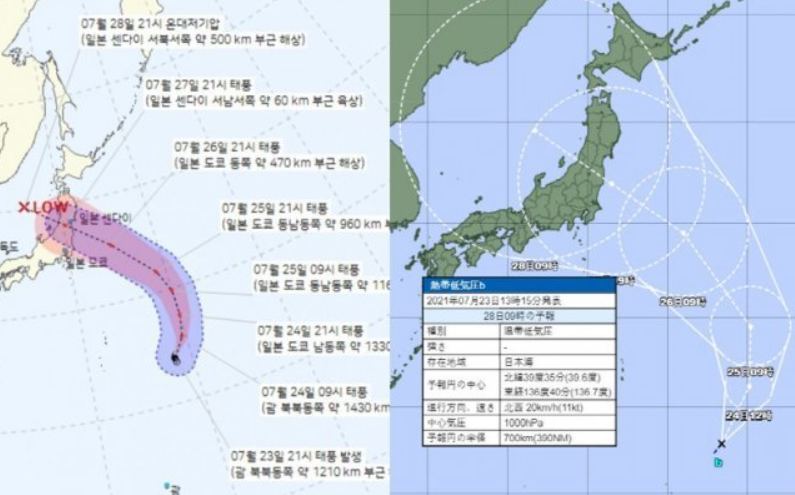 07월 28일 21시 온대저기압
(일본 센다이 서북서쪽 약 500 km 부근 해상)
07월 27일 21시 태풍
(일본 센다이 서남서쪽 약 60 km 부근 육상)
07월 26일 21시 태풍
(일본 도쿄 동쪽 약 470 km 부근 해상)
LOW
일본 센다이
07월 25일 21시 태풍
(일본 도쿄 동남동쪽 약 960 km 부
독도
일본 도쿄
07월 25일 09시 태풍
(일본 도쿄 동남동쪽 약 116
07월 24일 21시 태풍
(일본 도쿄 남동쪽 약 1330
07월 24일 09시 태풍
(괌 북북동쪽 약 1430 km
07월 23일 21시 태풍 발생
(괌 북북동쪽 약 1210 km 부근
괌
28日09時
09時
26日09時
25日09時
24日12時
b
熱帯低気圧b
2021年07月23日13時15分発表
28日09時の予報
種別 温帯低気圧
強さ -
存在地域 日本海
予報円の中心 北緯39度35分(39.6度)
東経136度40分(136.7度)
進行方向、速さ 北西 20km/h(11kt)
中心気圧 1000hPa
予報円の半径 700km(390NM)